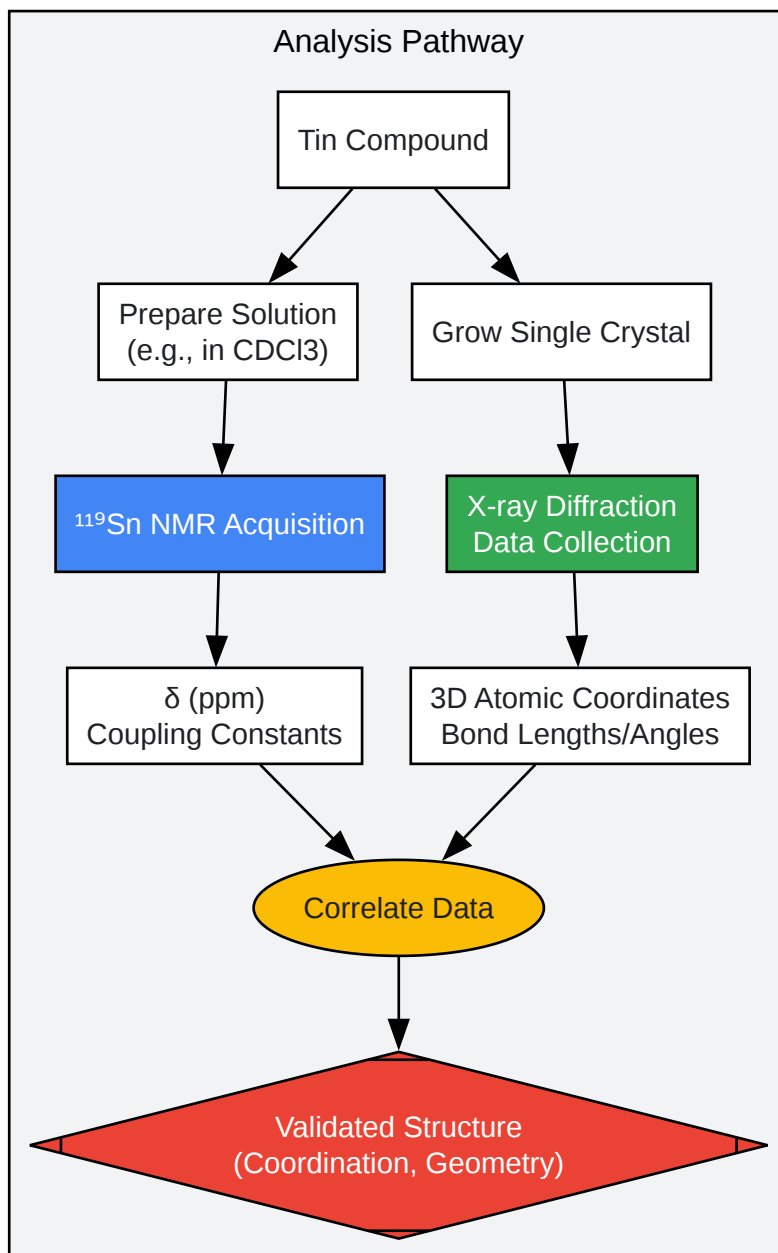 Analysis Pathway
Tin Compound
Prepare Solution
(e.g., in CDCl3)
Grow Single Crystal
¹¹⁹Sn NMR Acquisition
X-ray Diffraction
Data Collection
δ (ppm)
Coupling Constants
3D Atomic Coordinates
Bond Lengths/Angles
Correlate Data
Validated Structure
(Coordination, Geometry)